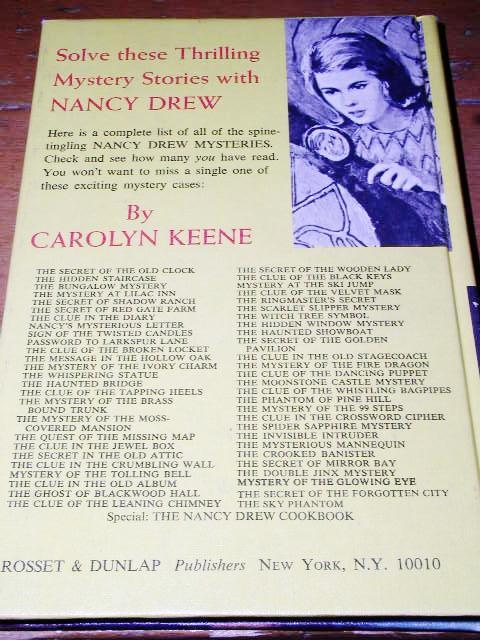 Solve these Thrilling
Mystery Stories with
NANCY DREW
Here is a complete list of all of the spine-
tingling NANCY DREW MYSTERIES.
Check and see how many you have read.
You won't want to miss a single one of
these exciting mystery cases:
By
CAROLYN KEENE
THE SECRET OF THE OLD CLOCK
THE HIDDEN STAIRCASE
THE BUNGALOW MYSTERY
THE MYSTERY AT LILAC INN
THE SECRET OF SHADOW RANCH
THE SECRET OF RED GATE FARM
THE CLUE IN THE DIARY
NANCY'S MYSTERIOUS LETTER
SIGN OF THE TWISTED CANDLES
PASSWORD TO LARKSPUR LANE
THE CLUE OF THE BROKEN LOCKET
THE MESSAGE IN THE HOLLOW OAK
THE MYSTERY OF THE IVORY CHARM
THE WHISPERING STATUE
THE HAUNTED BRIDGE
THE CLUE OF THE TAPPING HEELS
THE MYSTERY OF THE BRASS
BOUND TRUNK
THE MYSTERY OF THE MOSS-
COVERED MANSION
THE QUEST OF THE MISSING MAP
THE CLUE IN THE JEWEL BOX
THE SECRET IN THE OLD ATTIC
THE CLUE IN THE CRUMBLING WALL
MYSTERY OF THE TOLLING BELL
THE CLUE IN THE OLD ALBUM
THE GHOST OF BLACKWOOD HALL
THE CLUE OF THE LEANING CHIMNEY
THE SECRET OF THE WOODEN LADY
THE CLUE OF THE BLACK KEYS
MYSTERY AT THE SKI JUMP
THE CLUE OF THE VELVET MASK
THE RINGMASTER'S SECRET
THE SCARLET SLIPPER MYSTERY
THE WITCH TREE SYMBOL
THE HIDDEN WINDOW MYSTERY
THE HAUNTED SHOWBOAT
THE SECRET OF THE GOLDEN
PAVILION
THE CLUE IN THE OLD STAGECOACH
THE MYSTERY OF THE FIRE DRAGON
THE CLUE OF THE DANCING PUPPET
THE MOONSTONE CASTLE MYSTERY
THE CLUE OF THE WHISTLING BAGPIPES
THE PHANTOM OF PINE HILL
THE MYSTERY OF THE 99 STEPS
THE CLUE IN THE CROSSWORD CIPHER
THE SPIDER SAPPHIRE MYSTERY
THE INVISIBLE INTRUDER
THE MYSTERIOUS MANNEQUIN
THE CROOKED BANISTER
THE SECRET OF MIRROR BAY
THE DOUBLE JINX MYSTERY
MYSTERY OF THE GLOWING EYE
THE SECRET OF THE FORGOTTEN CITY
THE SKY PHANTOM
Special: THE NANCY DREW COOKBOOK
ROSSET & DUNLAP Publishers NEW YORK, N.Y. 10010